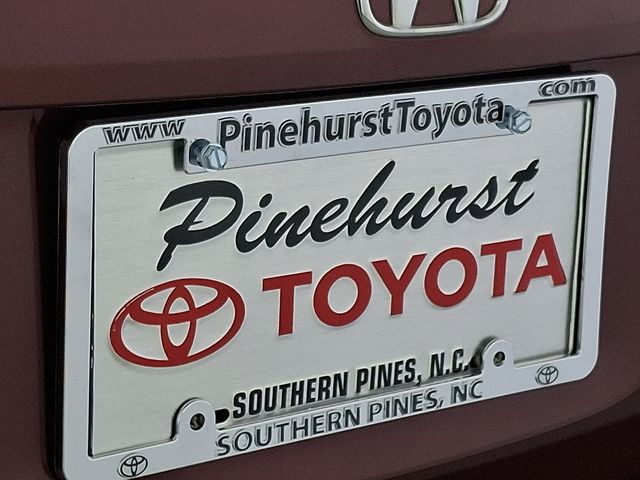 www PinehurstToyota com
Pinehurst
TOYOTA
SOUTHERN PINES, N.C.
SOUTHERN PINES, NC